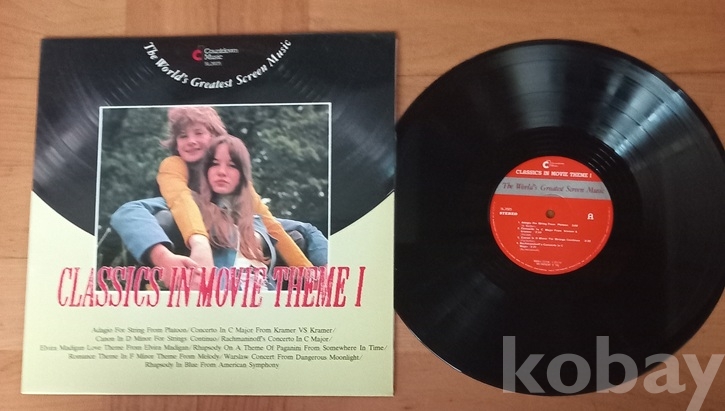 Countdown
Music
The World's Greatest Screen Music
CLASSICS IN MOVIE THEME I
Adagio For String From Platoon/Concerto In C Major From Kramer VS Kramer/
Canon In D Minor For Strings Continuo/Rachmaninoff's Concerto In C Major/
Elvira Madigan Love Theme From Elvira Madigan/Rhapsody On A Theme Of Paganini From Somewhere In Time/
Romance Theme In F Minor Theme From Melody/Warslaw Concert From Dangerous Moonlight/
Rhapsody In Blue From American Symphony
CLASSICS IN MOVIE THEME I
The World's Greatest Screen Music
STEREO
A
kobay